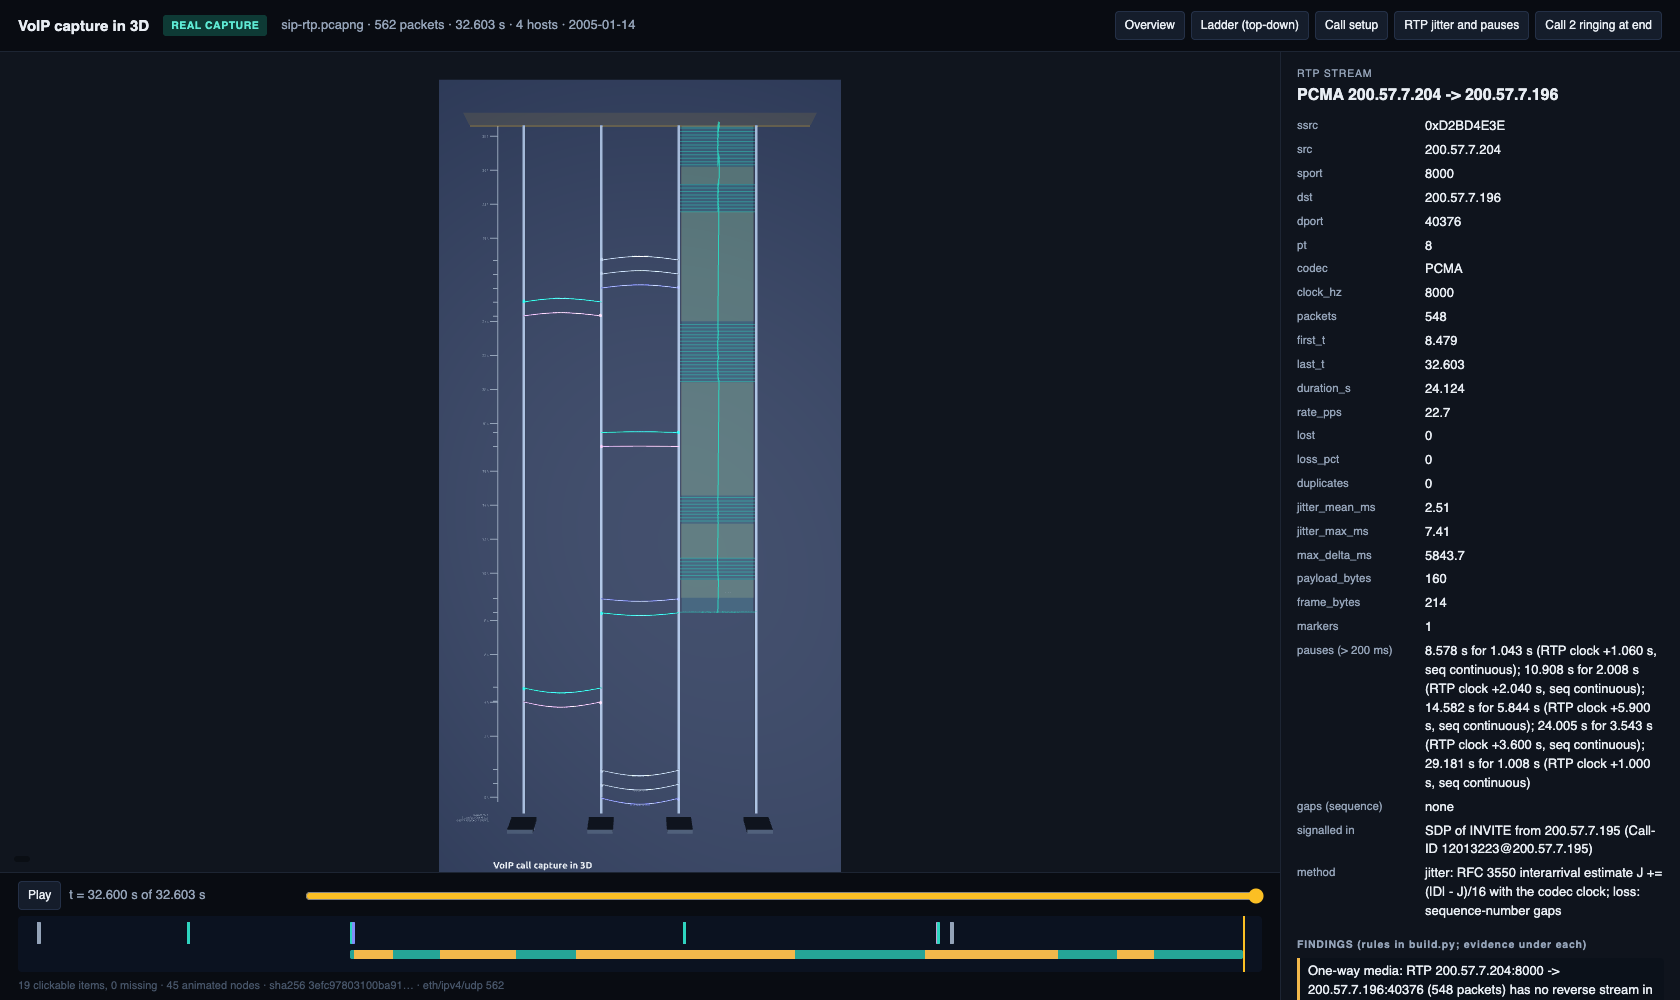 VoIP capture in 3D
REAL CAPTURE
sip-rtp.pcapng · 562 packets · 32.603 s · 4 hosts · 2005-01-14
Overview
Ladder (top-down)
Call setup
RTP jitter and pauses
Call 2 ringing at end
VoIP call capture in 3D
Play
t = 32.600 s of 32.603 s
19 clickable items, 0 missing · 45 animated nodes · sha256 3efc97803100ba91… · eth/ipv4/udp 562
RTP STREAM
PCMA 200.57.7.204 -> 200.57.7.196
ssrc 0xD2BD4E3E
src 200.57.7.204
sport 8000
dst 200.57.7.196
dport 40376
pt 8
codec PCMA
clock_hz 8000
packets 548
first_t 8.479
last_t 32.603
duration_s 24.124
rate_pps 22.7
lost 0
loss_pct 0
duplicates 0
jitter_mean_ms 2.51
jitter_max_ms 7.41
max_delta_ms 5843.7
payload_bytes 160
frame_bytes 214
markers 1
pauses (> 200 ms) 8.578 s for 1.043 s (RTP clock +1.060 s,
seq continuous); 10.908 s for 2.008 s
(RTP clock +2.040 s, seq continuous);
14.582 s for 5.844 s (RTP clock +5.900
s, seq continuous); 24.005 s for 3.543 s
(RTP clock +3.600 s, seq continuous);
29.181 s for 1.008 s (RTP clock +1.000
s, seq continuous)
gaps (sequence) none
signalled in SDP of INVITE from 200.57.7.195 (Call-
ID 12013223@200.57.7.195)
method jitter: RFC 3550 interarrival estimate J +=
(|D| - J)/16 with the codec clock; loss:
sequence-number gaps
FINDINGS (rules in build.py; evidence under each)
One-way media: RTP 200.57.7.204:8000 ->
200.57.7.196:40376 (548 packets) has no reverse stream in